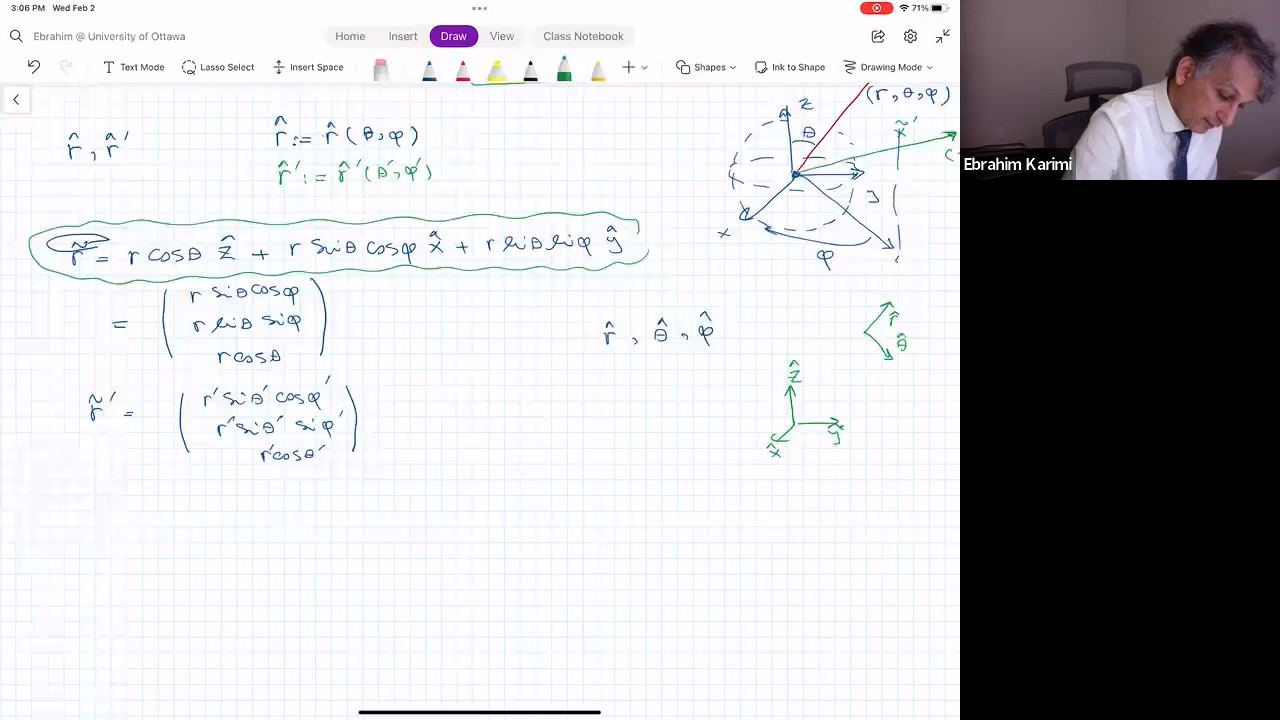 3:06 PM Wed Feb 2
71%
Ebrahim @ University of Ottawa
Home Insert Draw View Class Notebook
Text Mode Lasso Select Insert Space Shapes Ink to Shape Drawing Mode
Ebrahim Karimi
r̂, r̂′
r̂ := r̂(θ,φ)
r̂′ := r̂′(θ′,φ′)
r̃ = r cosθ ẑ + r sinθ cosφ x̂ + r sinθ sinφ ŷ
= ( r sinθ cosφ
r sinθ sinφ
r cosθ )
r̃′ = ( r′ sinθ′ cosφ′
r′ sinθ′ sinφ′
r′ cosθ′ )
r̂, θ̂, φ̂
(r,θ,φ)
z
θ
y
x
φ
r̂
θ̂
ẑ
ŷ
x̂